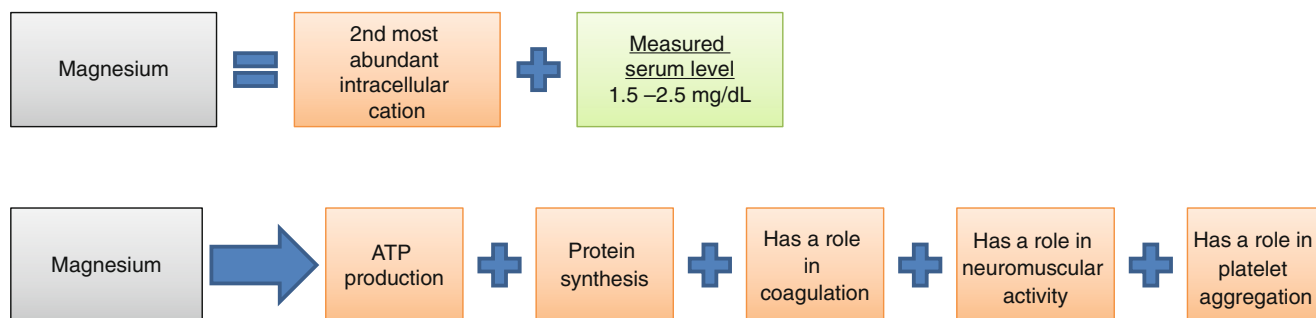 Magnesium
2nd most
abundant
intracellular
cation
Measured
serum level
1.5 –2.5 mg/dL
Magnesium
ATP
production
Protein
synthesis
Has a role
in
coagulation
Has a role in
neuromuscular
activity
Has a role in
platelet
aggregation